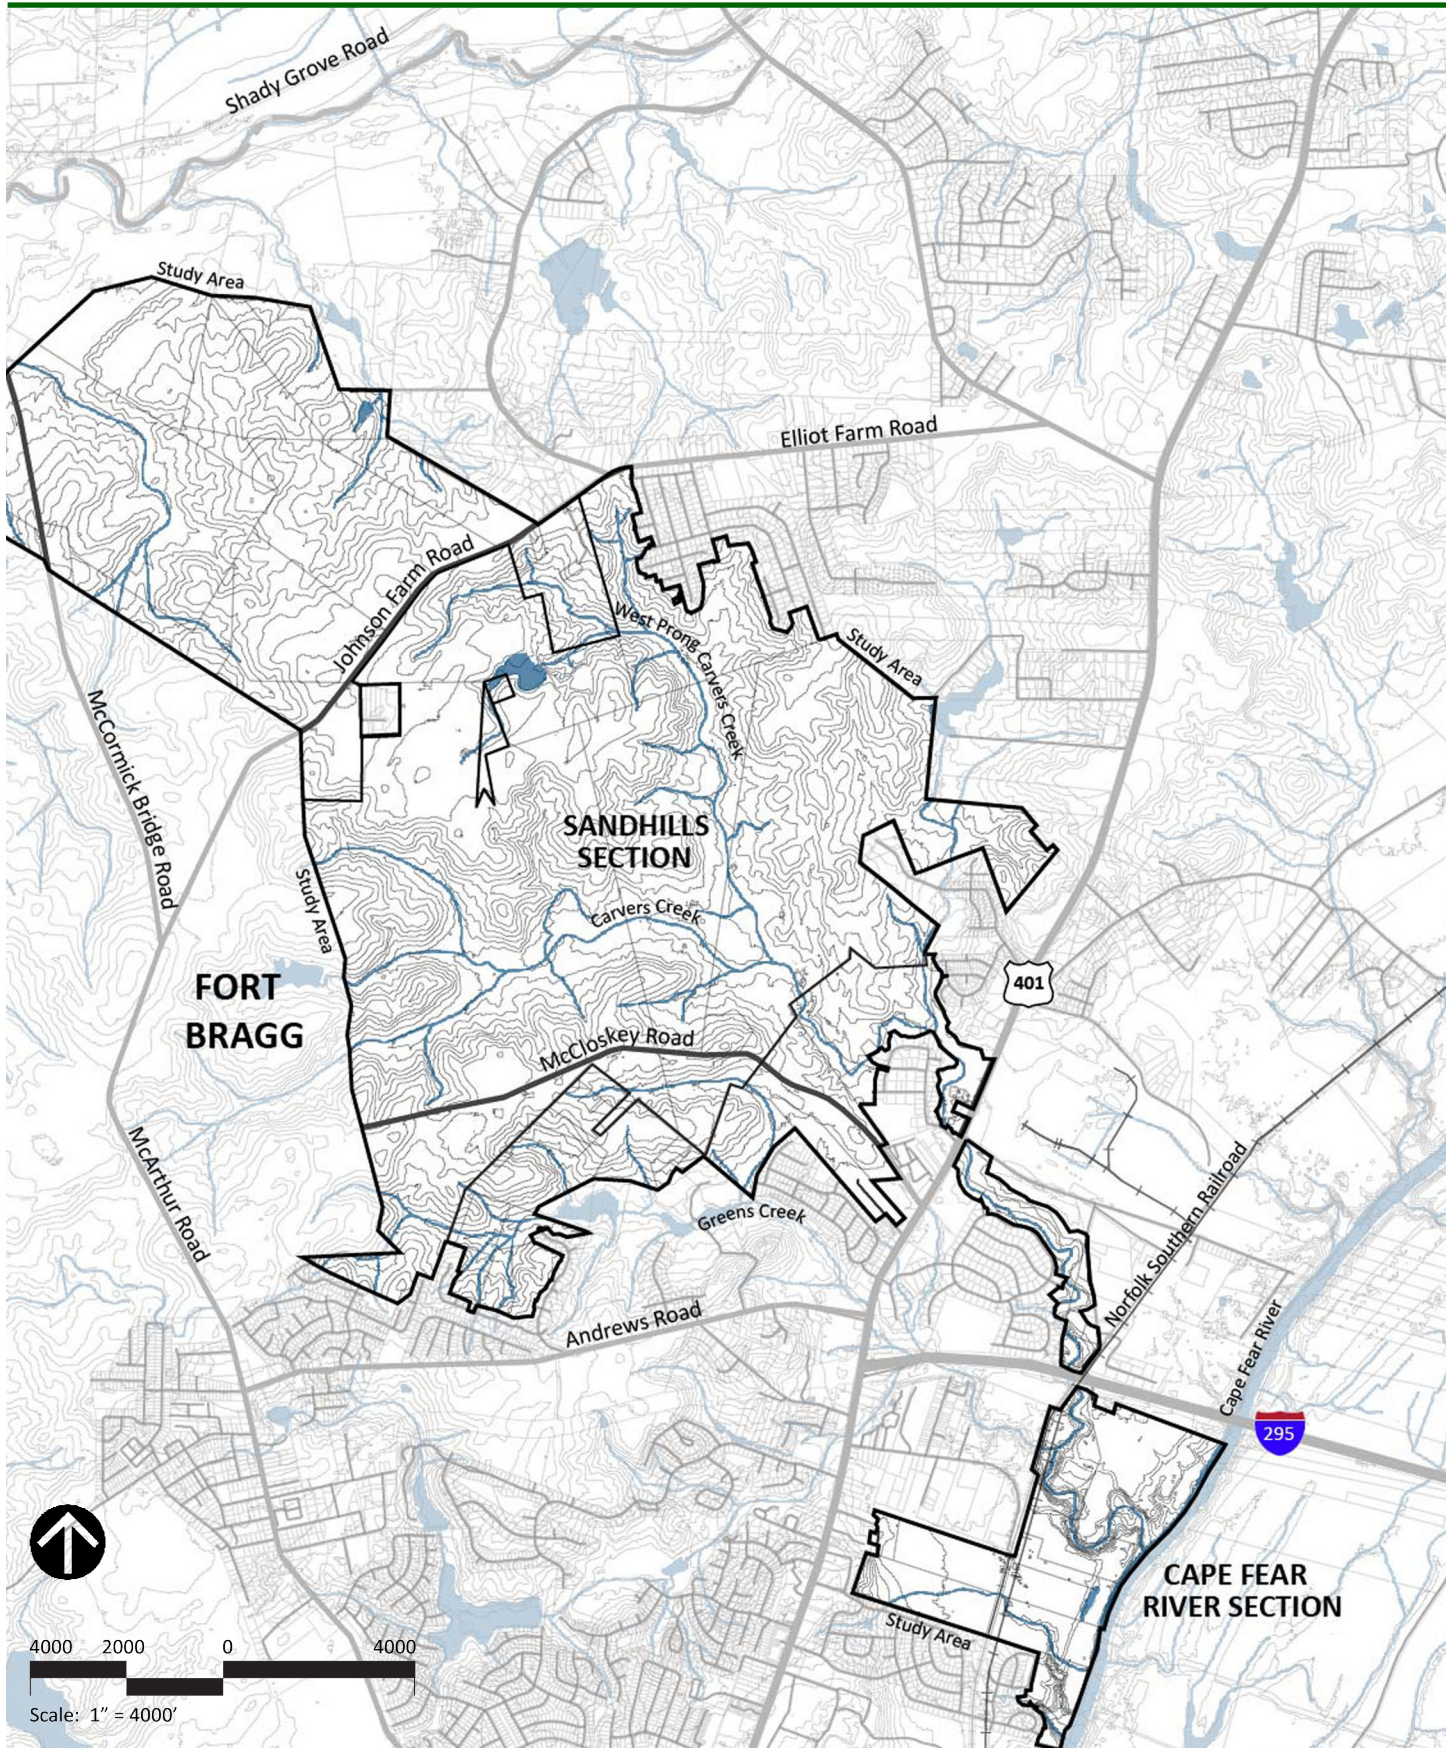 Shady Grove Road
Study Area
Elliot Farm Road
Johnson Farm Road
West Prong Carvers Creek
Study Area
McCormick Bridge Road
SANDHILLS
SECTION
Study Area
Carvers Creek
FORT
BRAGG
401
McCloskey Road
McArthur Road
Greens Creek
Norfolk Southern Railroad
Andrews Road
Cape Fear River
295
CAPE FEAR
RIVER SECTION
Study Area
4000 2000 0 4000
Scale: 1” = 4000’